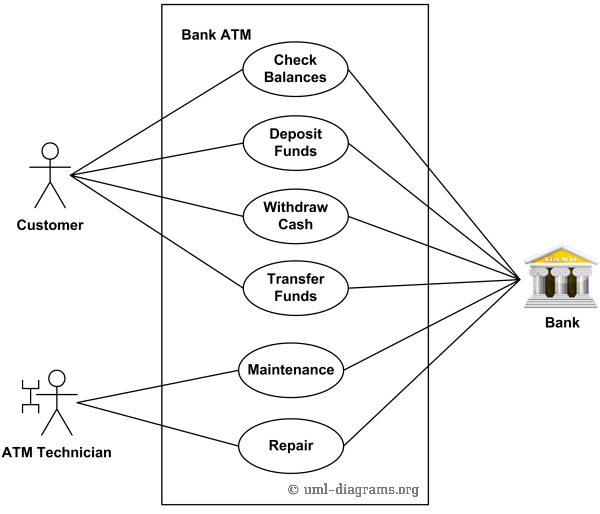 Bank ATM
Check
Balances
Deposit
Funds
Customer
Withdraw
Cash
BANK
Transfer
Funds
Bank
Maintenance
ATM Technician
Repair
© uml-diagrams.org